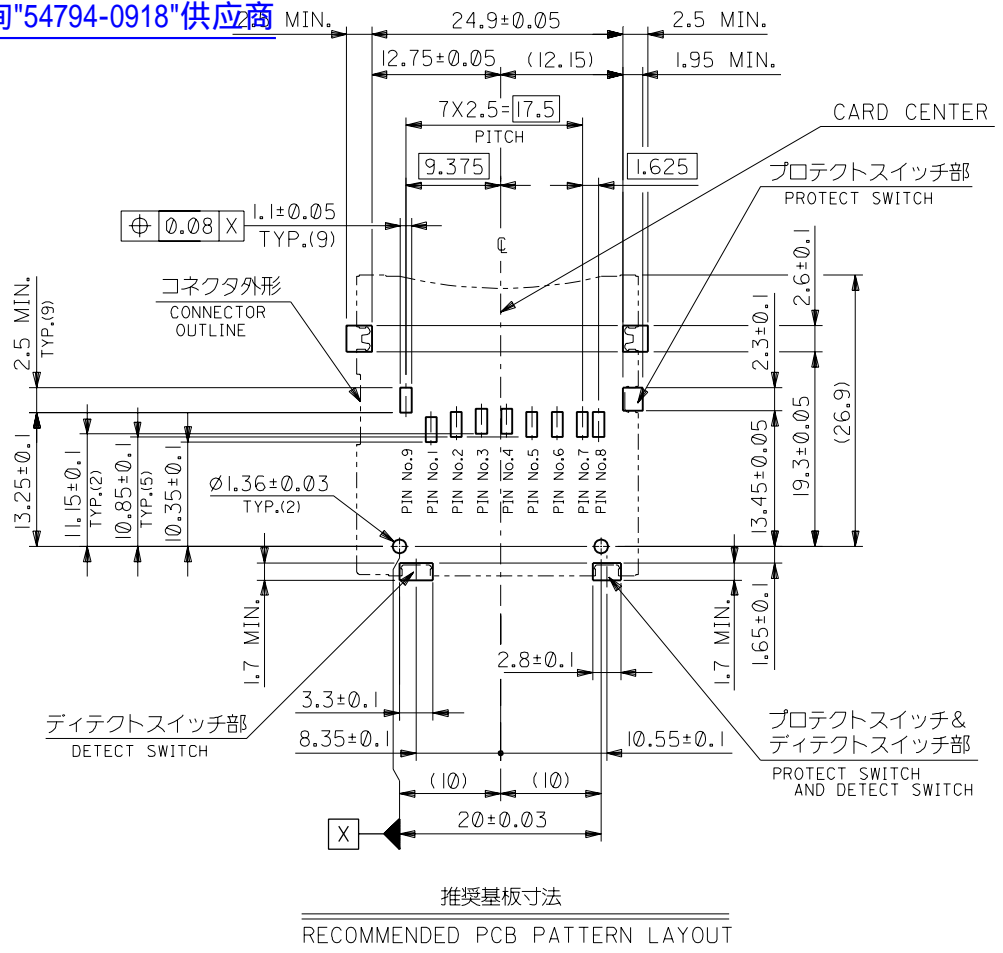 "54794-0918"供应商
MIN.
24.9±0.05
2.5 MIN.
12.75±0.05
(12.15)
1.95 MIN.
7X2.5=17.5
PITCH
CARD CENTER
9.375
1.625
プロテクトスイッチ部
PROTECT SWITCH
⌖ 0.08 X
1.1±0.05
TYP.(9)
℄
コネクタ外形
CONNECTOR
OUTLINE
2.5 MIN.
TYP.(9)
2.6±0.1
2.3±0.1
13.25±0.1
11.15±0.1
TYP.(2)
10.85±0.1
TYP.(5)
10.35±0.1
Ø1.36±0.03
TYP.(2)
PIN No.9
PIN No.1
PIN No.2
PIN No.3
PIN No.4
PIN No.5
PIN No.6
PIN No.7
PIN No.8
13.45±0.05
19.3±0.05
(26.9)
1.7 MIN.
1.7 MIN.
1.65±0.1
2.8±0.1
3.3±0.1
ディテクトスイッチ部
DETECT SWITCH
8.35±0.1
10.55±0.1
プロテクトスイッチ&
ディテクトスイッチ部
PROTECT SWITCH
AND DETECT SWITCH
(10)
(10)
X
20±0.03
推奨基板寸法
RECOMMENDED PCB PATTERN LAYOUT